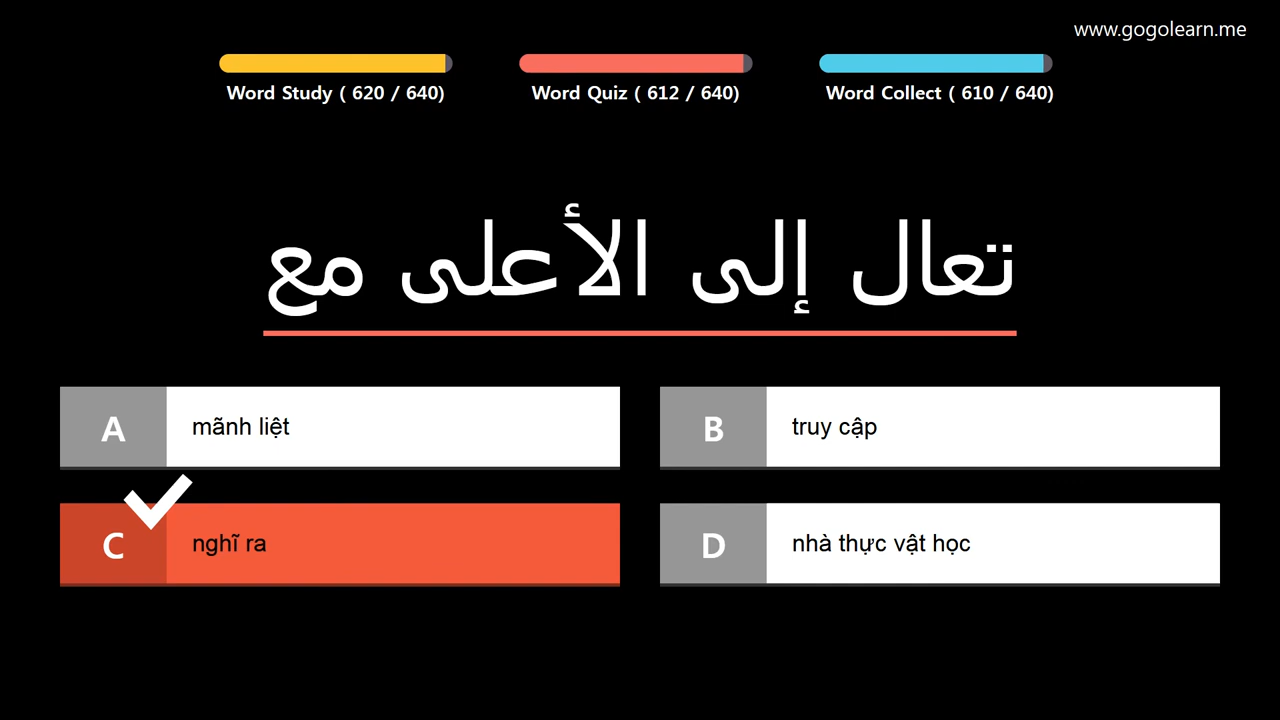 www.gogolearn.me
Word Study ( 620 / 640)
Word Quiz ( 612 / 640)
Word Collect ( 610 / 640)
تعال إلى الأعلى مع
A mãnh liệt
B truy cập
C nghĩ ra
D nhà thực vật học